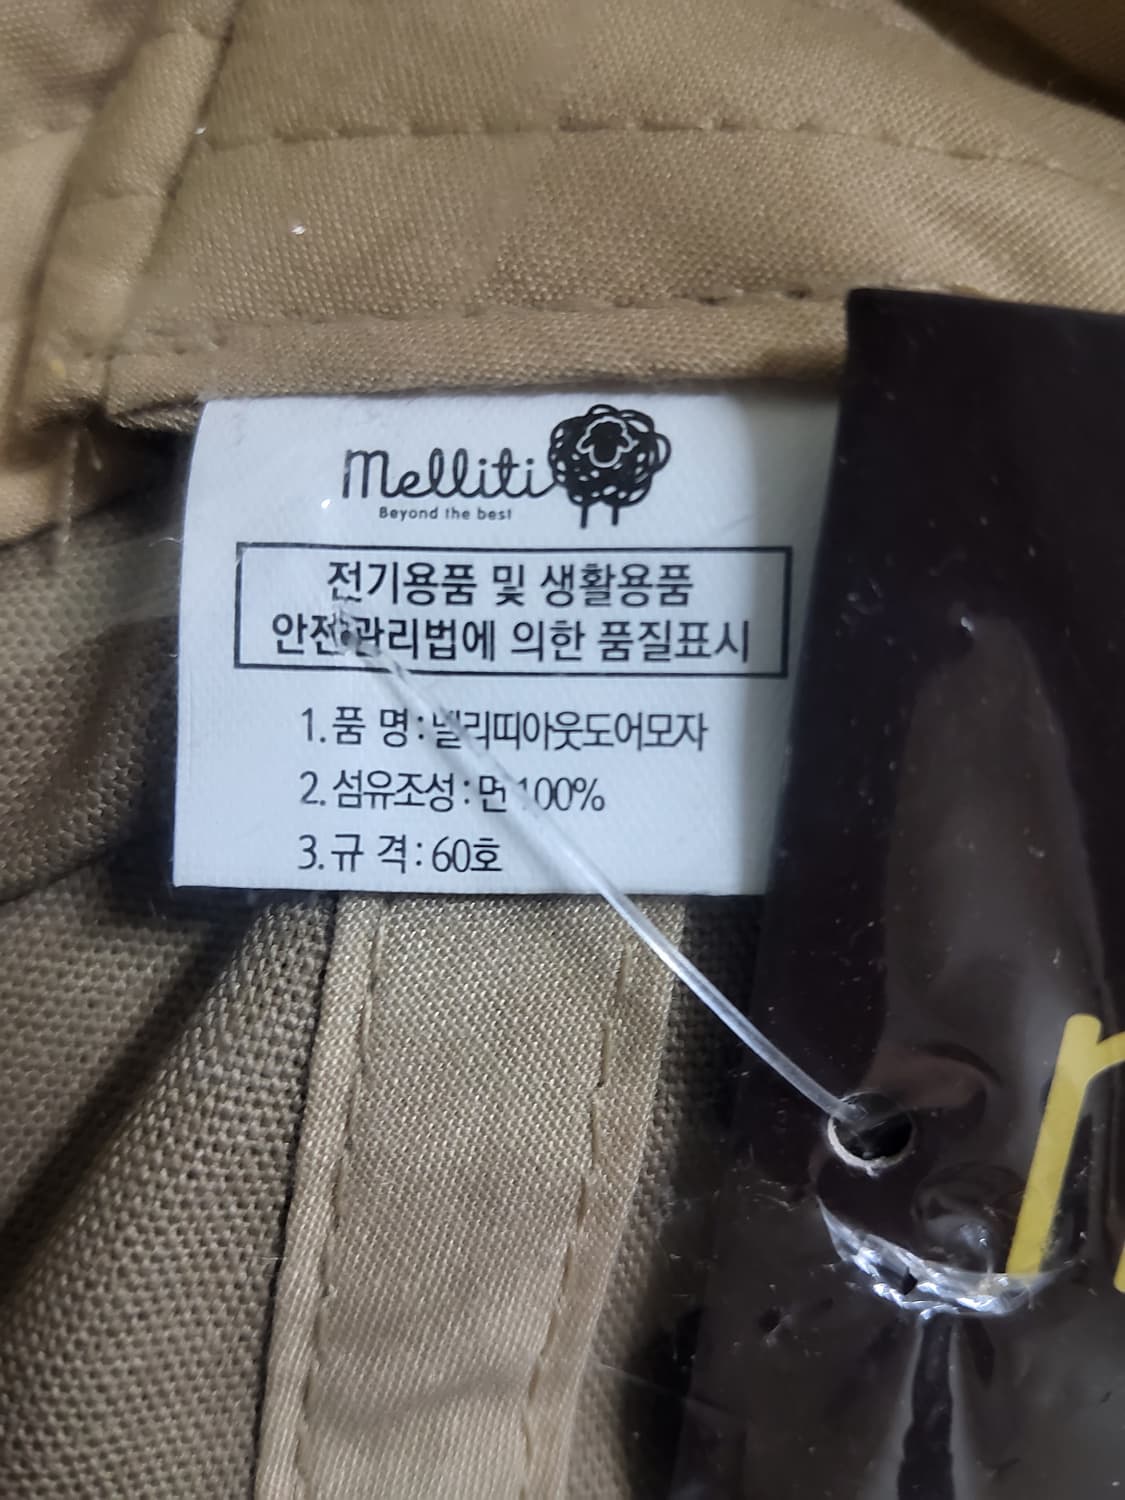 melliti
Beyond the best
전기용품 및 생활용품
안전관리법에 의한 품질표시
1. 품 명 : 멜리띠아웃도어모자
2. 섬유조성 : 면 100%
3. 규 격 : 60호